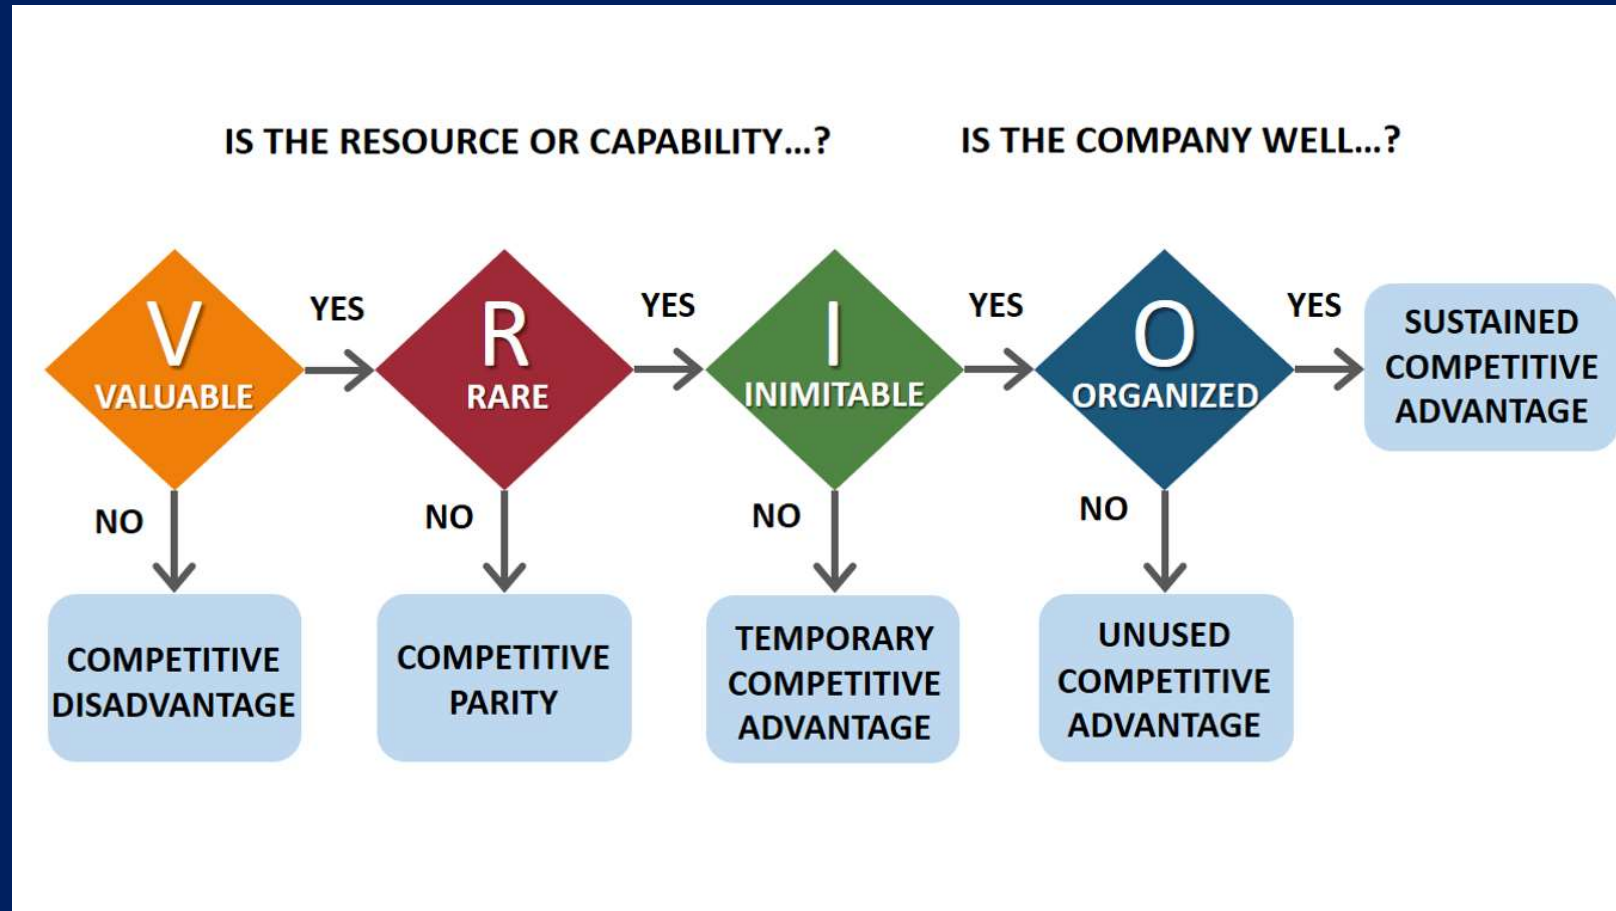 IS THE RESOURCE OR CAPABILITY...?
IS THE COMPANY WELL...?
V
VALUABLE
YES
R
RARE
YES
I
INIMITABLE
YES
O
ORGANIZED
YES
SUSTAINED
COMPETITIVE
ADVANTAGE
NO
NO
NO
NO
COMPETITIVE
DISADVANTAGE
COMPETITIVE
PARITY
TEMPORARY
COMPETITIVE
ADVANTAGE
UNUSED
COMPETITIVE
ADVANTAGE